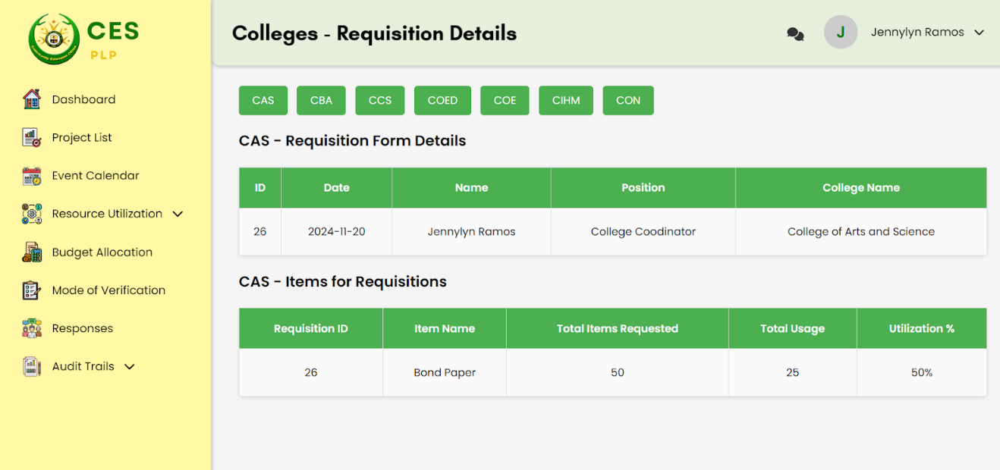 CES
PLP
Dashboard
Project List
Event Calendar
Resource Utilization
Budget Allocation
Mode of Verification
Responses
Audit Trails
Colleges - Requisition Details
J Jennylyn Ramos
CAS CBA CCS COED COE CIHM CON
CAS - Requisition Form Details
ID Date Name Position College Name
26 2024-11-20 Jennylyn Ramos College Coodinator College of Arts and Science
CAS - Items for Requisitions
Requisition ID Item Name Total Items Requested Total Usage Utilization %
26 Bond Paper 50 25 50%